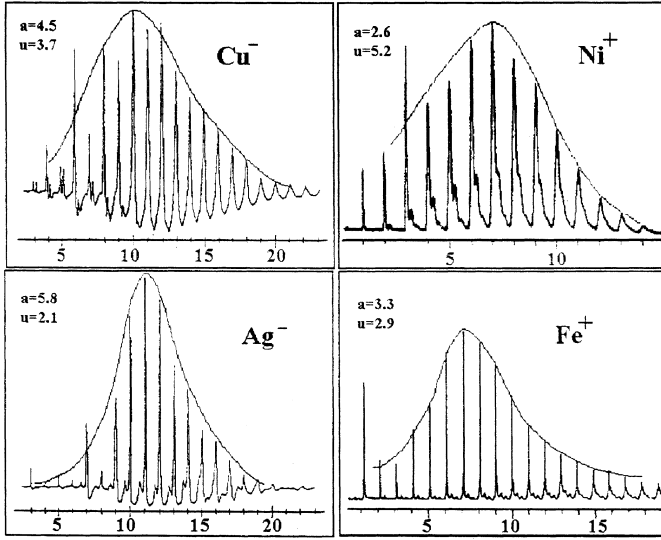 a=4.5
u=3.7
Cu⁻
5 10 15 20
a=2.6
u=5.2
Ni⁺
5 10
a=5.8
u=2.1
Ag⁻
5 10 15 20
a=3.3
u=2.9
Fe⁺
5 10 15